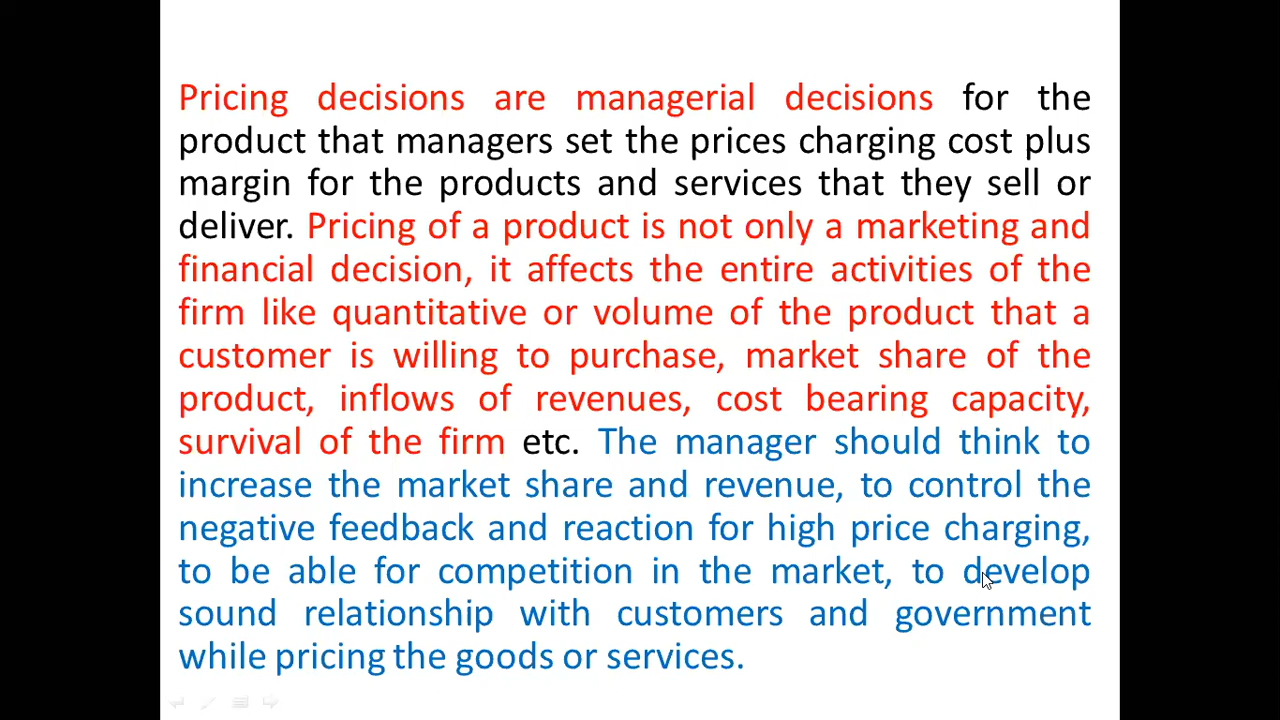 Pricing decisions are managerial decisions for the
product that managers set the prices charging cost plus
margin for the products and services that they sell or
deliver. Pricing of a product is not only a marketing and
financial decision, it affects the entire activities of the
firm like quantitative or volume of the product that a
customer is willing to purchase, market share of the
product, inflows of revenues, cost bearing capacity,
survival of the firm etc. The manager should think to
increase the market share and revenue, to control the
negative feedback and reaction for high price charging,
to be able for competition in the market, to develop
sound relationship with customers and government
while pricing the goods or services.